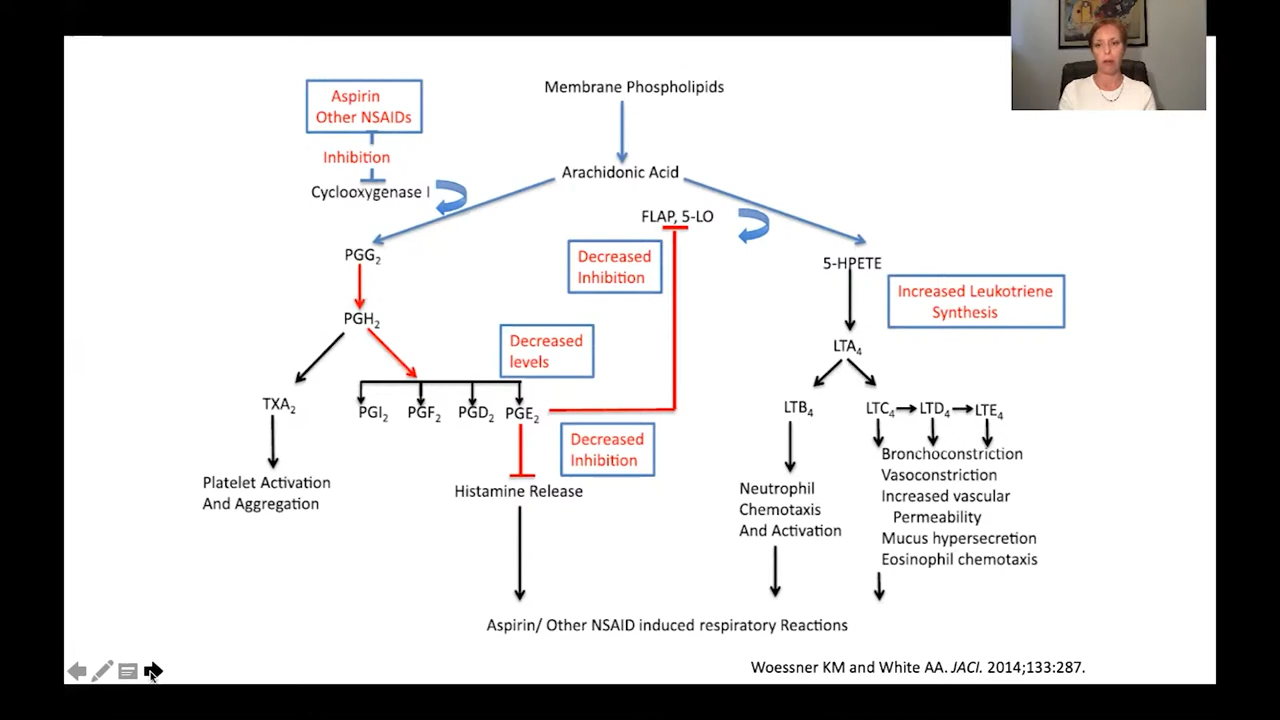 Membrane Phospholipids
Aspirin
Other NSAIDs
Inhibition
Arachidonic Acid
Cyclooxygenase I
FLAP, 5-LO
PGG2
Decreased
Inhibition
5-HPETE
Increased Leukotriene
Synthesis
PGH2
Decreased
levels
LTA4
TXA2
PGI2 PGF2 PGD2 PGE2
LTB4
LTC4 LTD4 LTE4
Decreased
Inhibition
Platelet Activation
And Aggregation
Histamine Release
Neutrophil
Chemotaxis
And Activation
Bronchoconstriction
Vasoconstriction
Increased vascular
Permeability
Mucus hypersecretion
Eosinophil chemotaxis
Aspirin/ Other NSAID induced respiratory Reactions
Woessner KM and White AA. JACI. 2014;133:287.